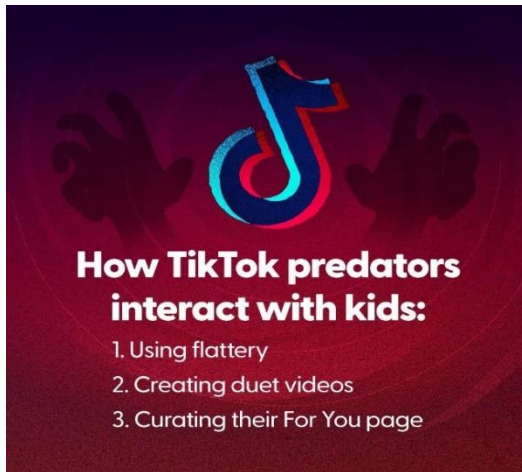 How TikTok predators
interact with kids:
1. Using flattery
2. Creating duet videos
3. Curating their For You page